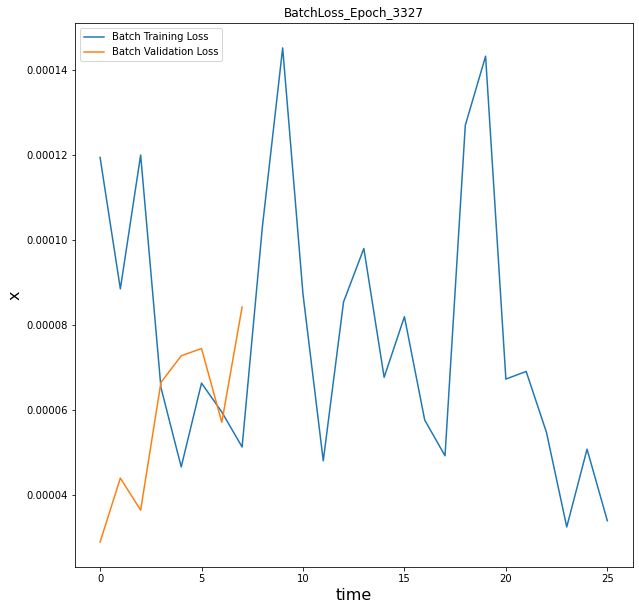 BatchLoss_Epoch_3327
Batch Training Loss
Batch Validation Loss
0.00014
0.00012
0.00010
0.00008
0.00006
0.00004
x
0 5 10 15 20 25
time